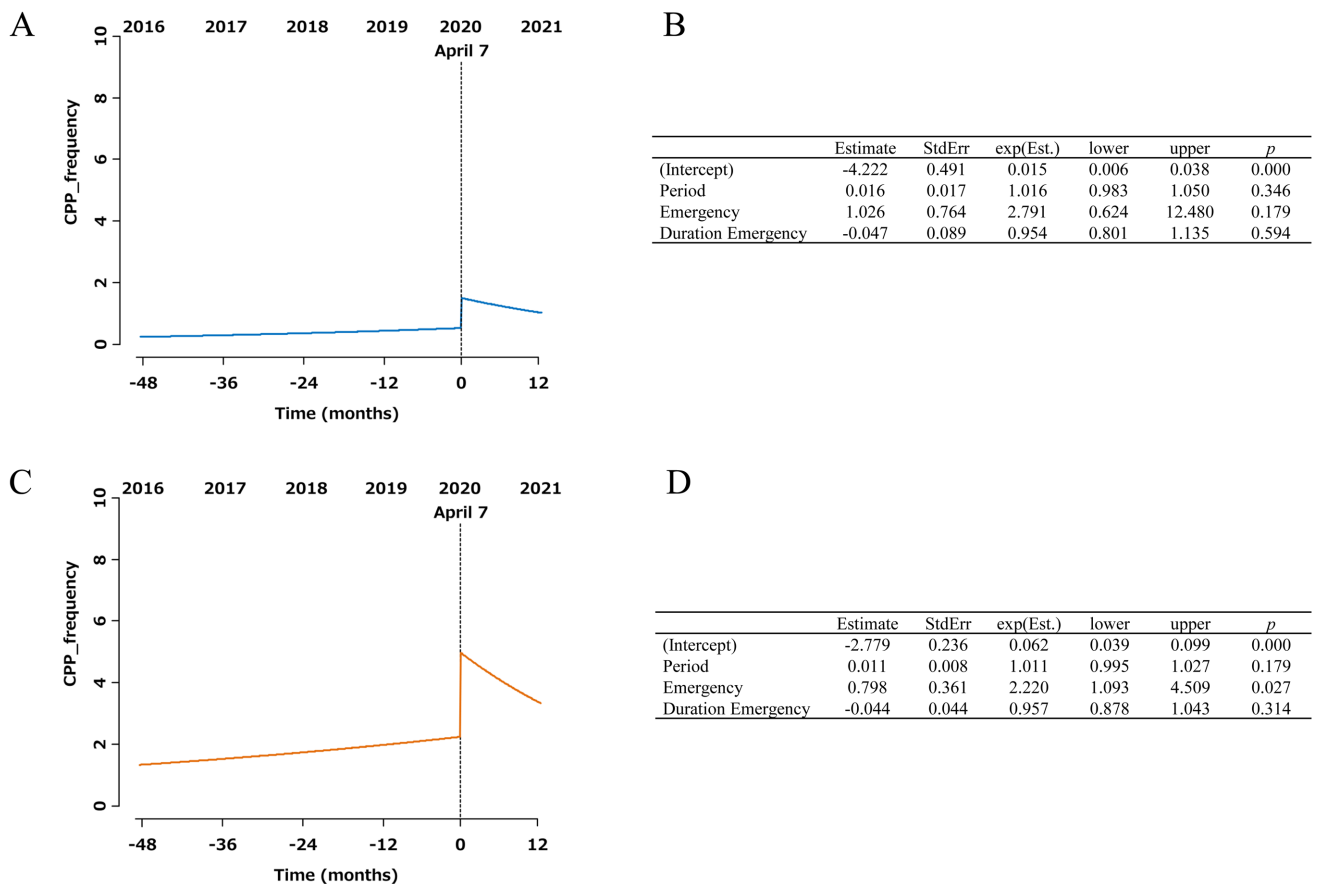 A
2016 2017 2018 2019 2020 2021
April 7
10
8
6
4
2
0
CPP_frequency
-48 -36 -24 -12 0 12
Time (months)
B
Estimate StdErr exp(Est.) lower upper p
(Intercept) -4.222 0.491 0.015 0.006 0.038 0.000
Period 0.016 0.017 1.016 0.983 1.050 0.346
Emergency 1.026 0.764 2.791 0.624 12.480 0.179
Duration Emergency -0.047 0.089 0.954 0.801 1.135 0.594
C
2016 2017 2018 2019 2020 2021
April 7
10
8
6
4
2
0
CPP_frequency
-48 -36 -24 -12 0 12
Time (months)
D
Estimate StdErr exp(Est.) lower upper p
(Intercept) -2.779 0.236 0.062 0.039 0.099 0.000
Period 0.011 0.008 1.011 0.995 1.027 0.179
Emergency 0.798 0.361 2.220 1.093 4.509 0.027
Duration Emergency -0.044 0.044 0.957 0.878 1.043 0.314